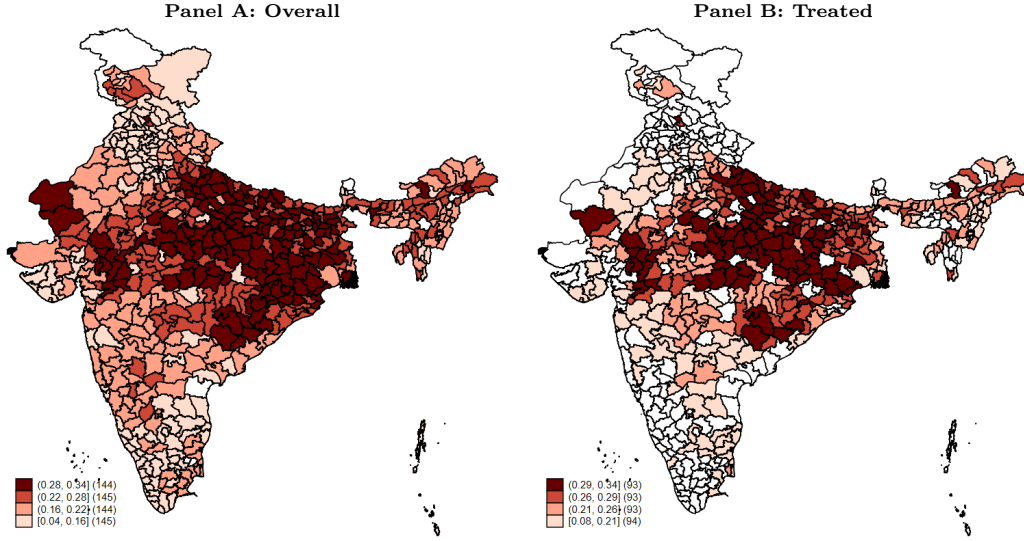 Panel A: Overall
Panel B: Treated
(0.28, 0.34] (144)
(0.22, 0.28] (145)
(0.16, 0.22] (144)
[0.04, 0.16] (145)
(0.29, 0.34] (93)
(0.26, 0.29] (93)
(0.21, 0.26] (93)
[0.08, 0.21] (94)